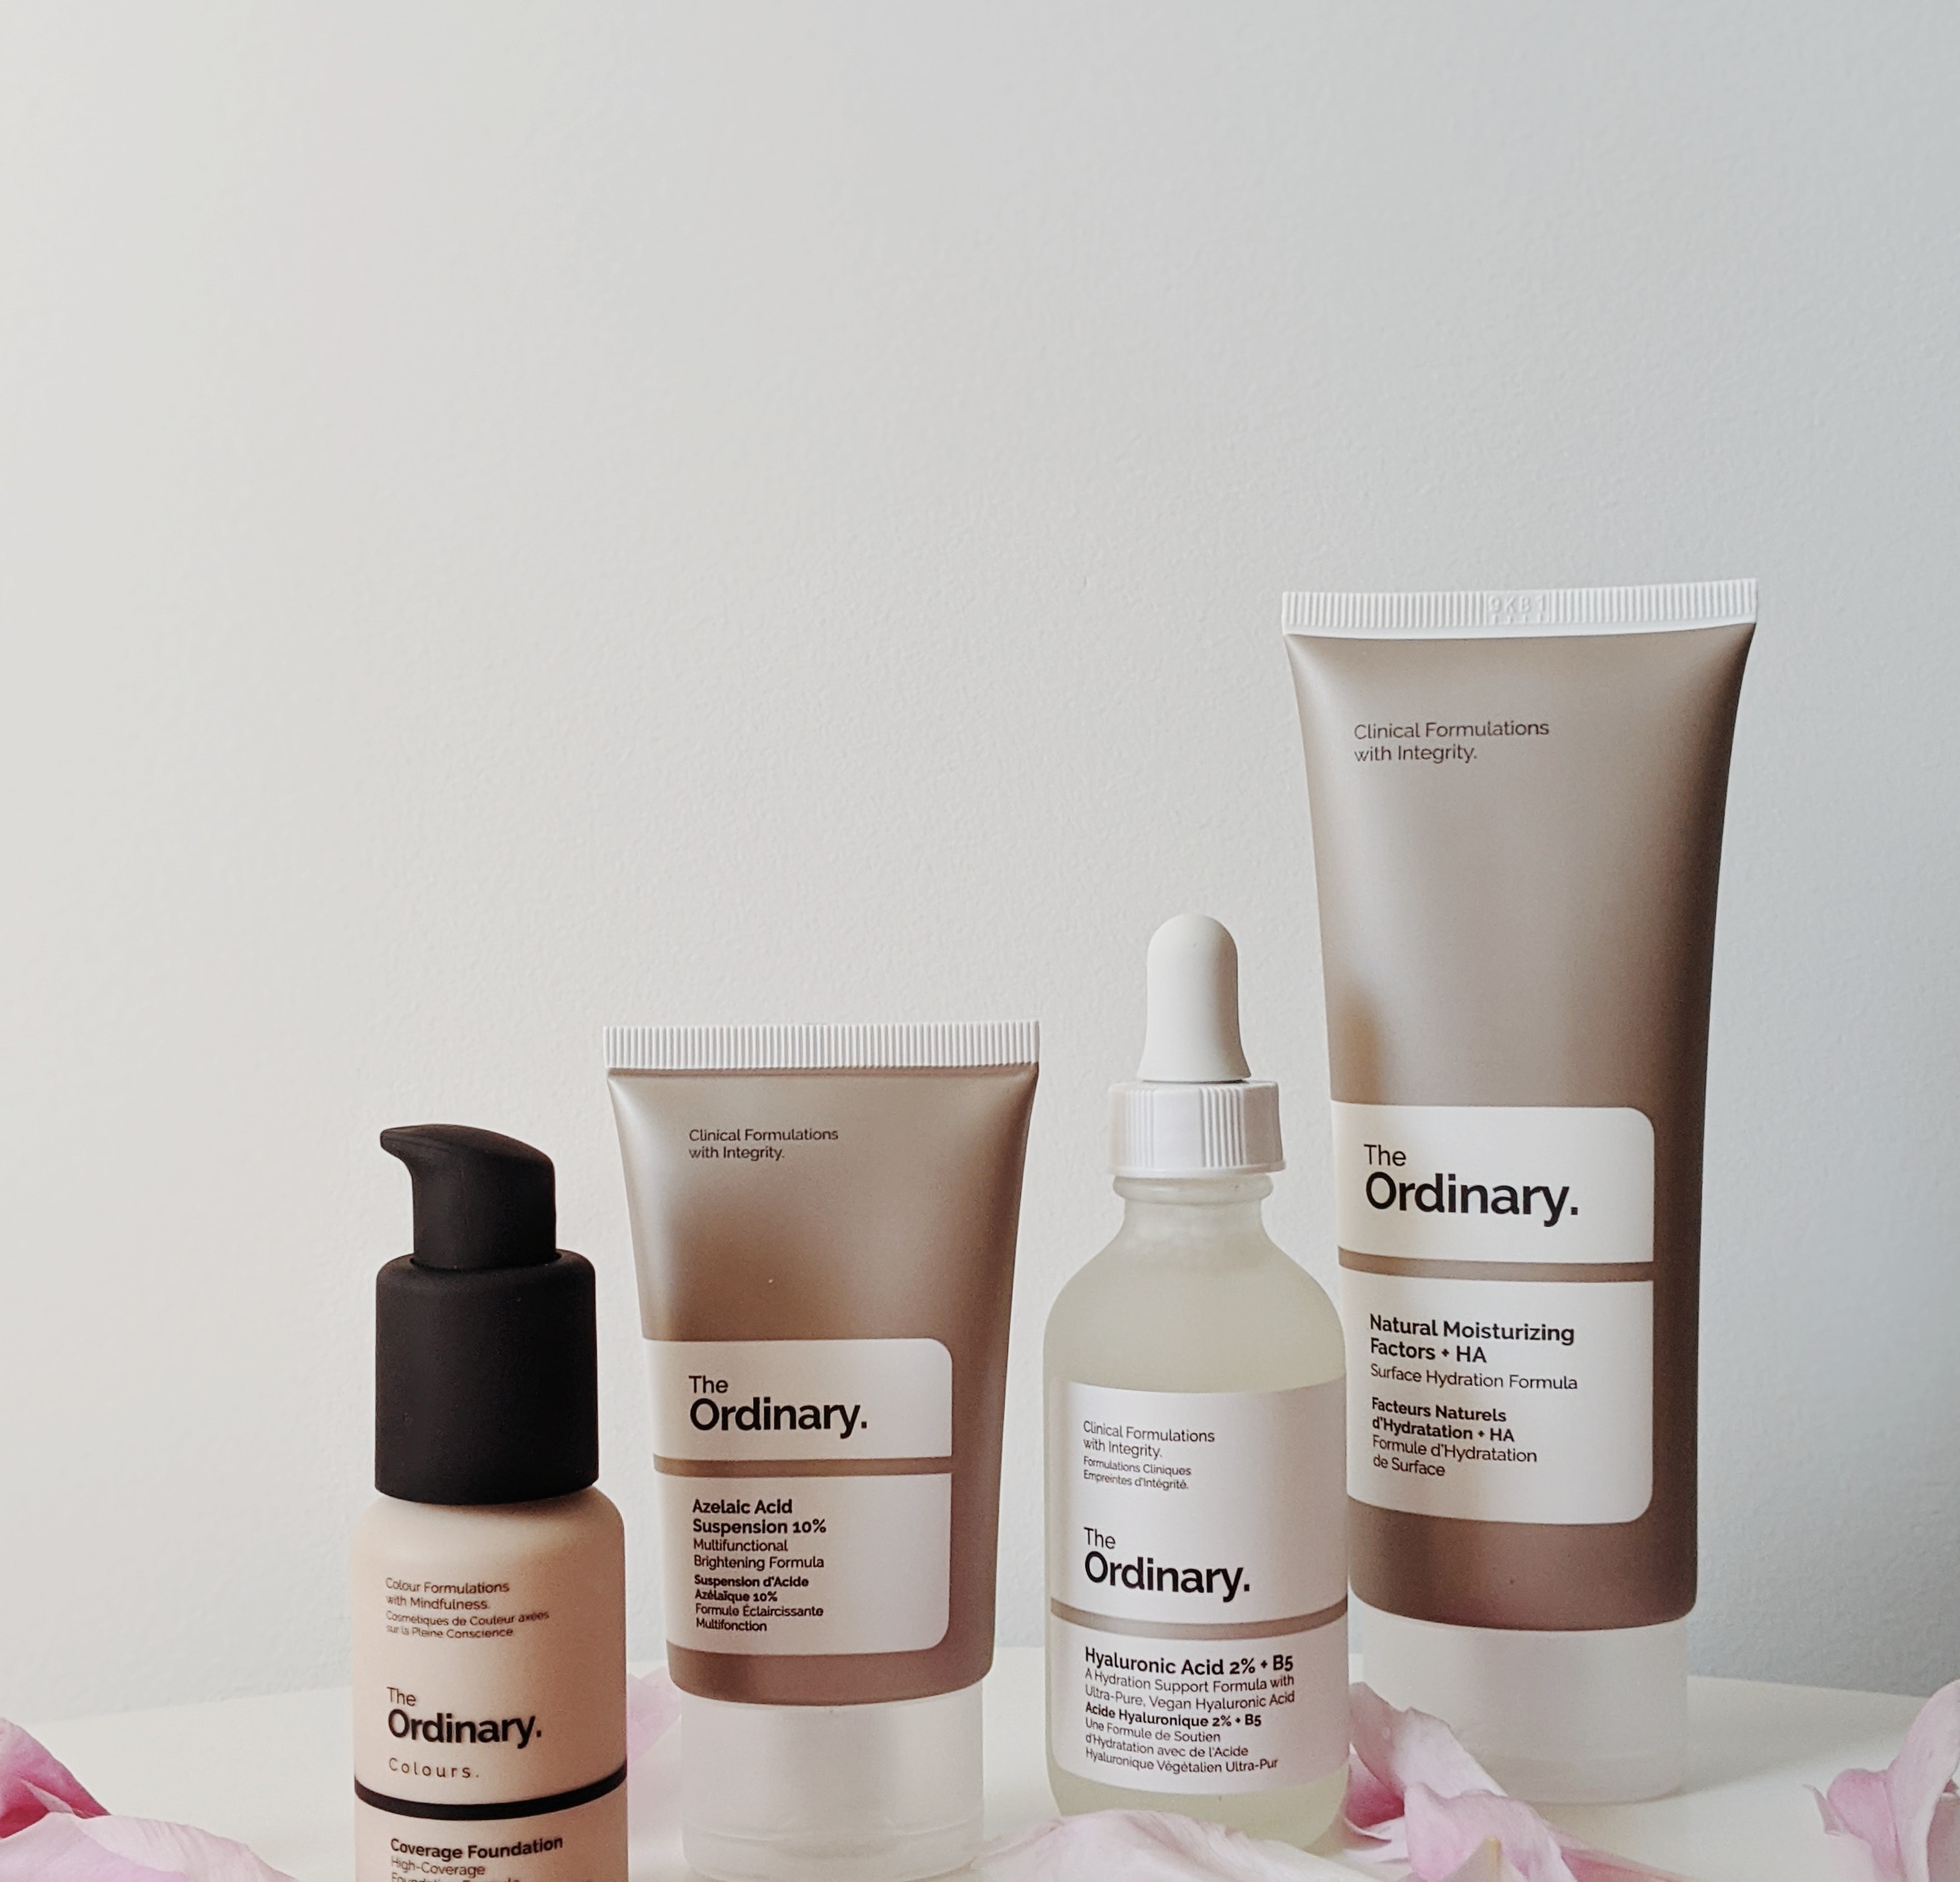 Colour Formulations
with Mindfulness.
Cosmétiques de Couleur axées
sur la Pleine Conscience.
The
Ordinary.
Colours.
Coverage Foundation
High-Coverage
Clinical Formulations
with Integrity.
The
Ordinary.
Azelaic Acid
Suspension 10%
Multifunctional
Brightening Formula
Suspension d'Acide
Azélaïque 10%
Formule Éclaircissante
Multifonction
Clinical Formulations
with Integrity.
Formulations Cliniques
Empreintes d'Intégrité.
The
Ordinary.
Hyaluronic Acid 2% + B5
A Hydration Support Formula with
Ultra-Pure, Vegan Hyaluronic Acid
Acide Hyaluronique 2% + B5
Une Formule de Soutien
d'Hydratation avec de l'Acide
Hyaluronique Végétalien Ultra-Pur
9KB1
Clinical Formulations
with Integrity.
The
Ordinary.
Natural Moisturizing
Factors + HA
Surface Hydration Formula
Facteurs Naturels
d'Hydratation + HA
Formule d'Hydratation
de Surface